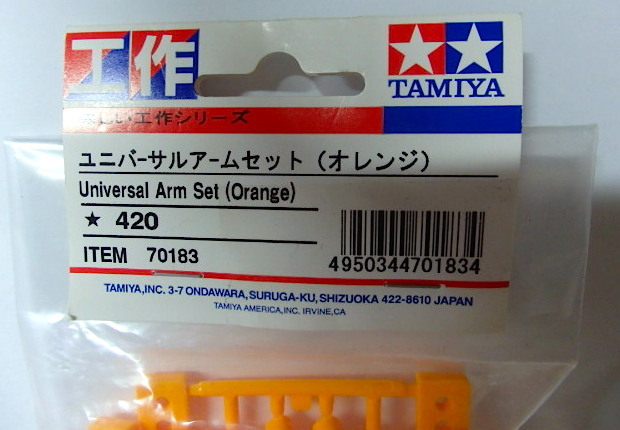 工作
TAMIYA
楽しい工作シリーズ
ユニバーサルアームセット（オレンジ）
Universal Arm Set (Orange)
★ 420
ITEM 70183
4950344701834
TAMIYA,INC. 3-7 ONDAWARA,SURUGA-KU,SHIZUOKA 422-8610 JAPAN
TAMIYA AMERICA,INC. IRVINE,CA